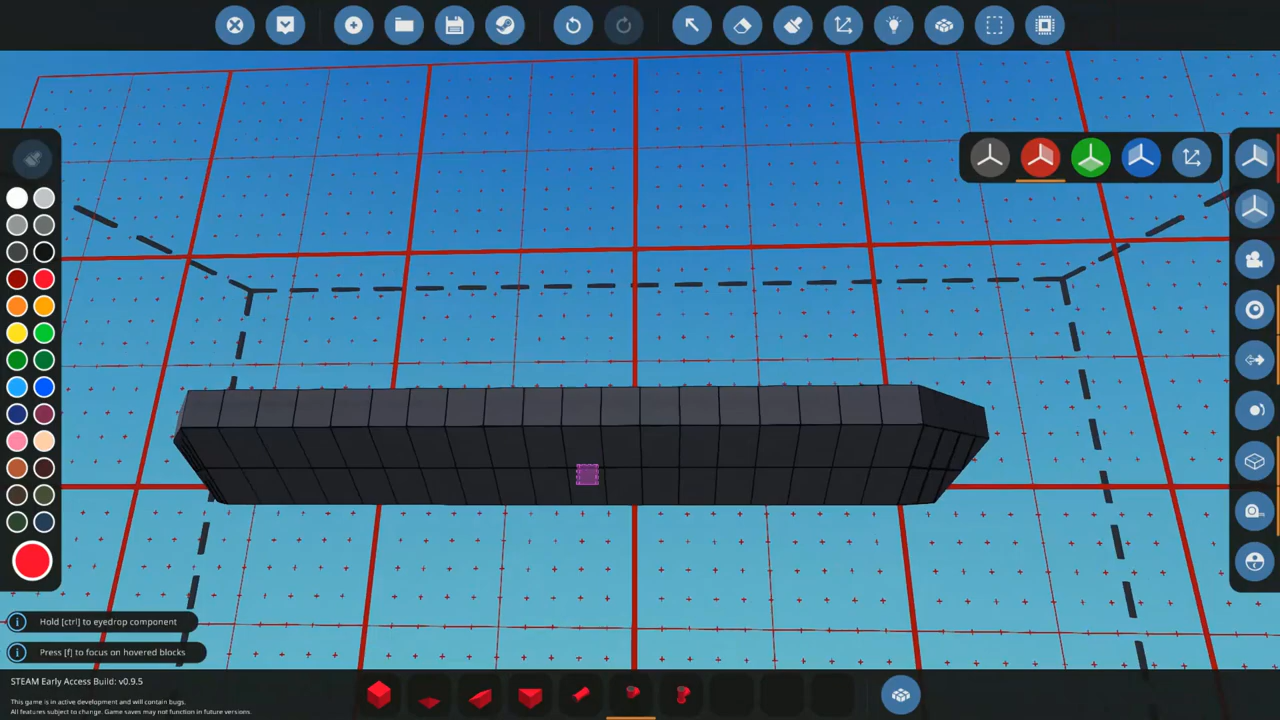 Hold [ctrl] to eyedrop component
Press [f] to focus on hovered blocks
STEAM Early Access Build: v0.9.5
This game is in active development and will contain bugs.
All features subject to change. Game saves may not function in future versions.